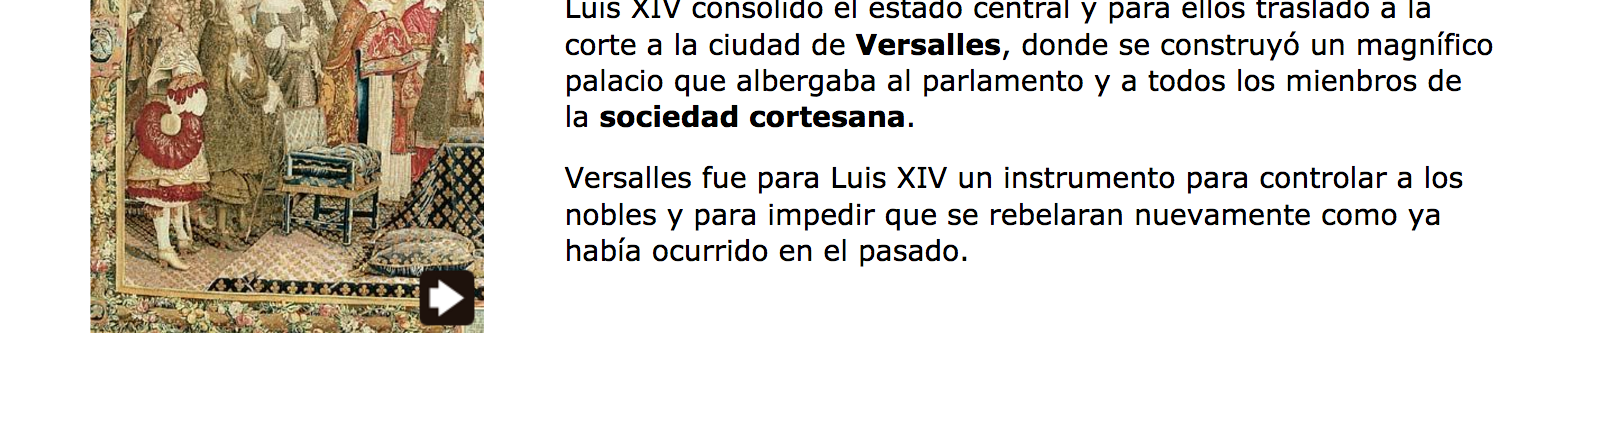 Luis XIV consolidó el estado central y para ellos trasladó a la
corte a la ciudad de Versalles, donde se construyó un magnífico
palacio que albergaba al parlamento y a todos los mienbros de
la sociedad cortesana.
Versalles fue para Luis XIV un instrumento para controlar a los
nobles y para impedir que se rebelaran nuevamente como ya
había ocurrido en el pasado.